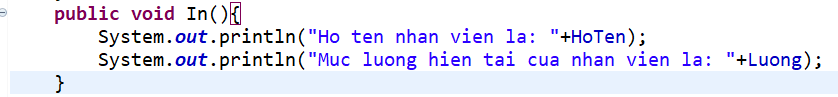 public void In(){
System.out.println("Ho ten nhan vien la: "+HoTen);
System.out.println("Muc luong hien tai cua nhan vien la: "+Luong);
}